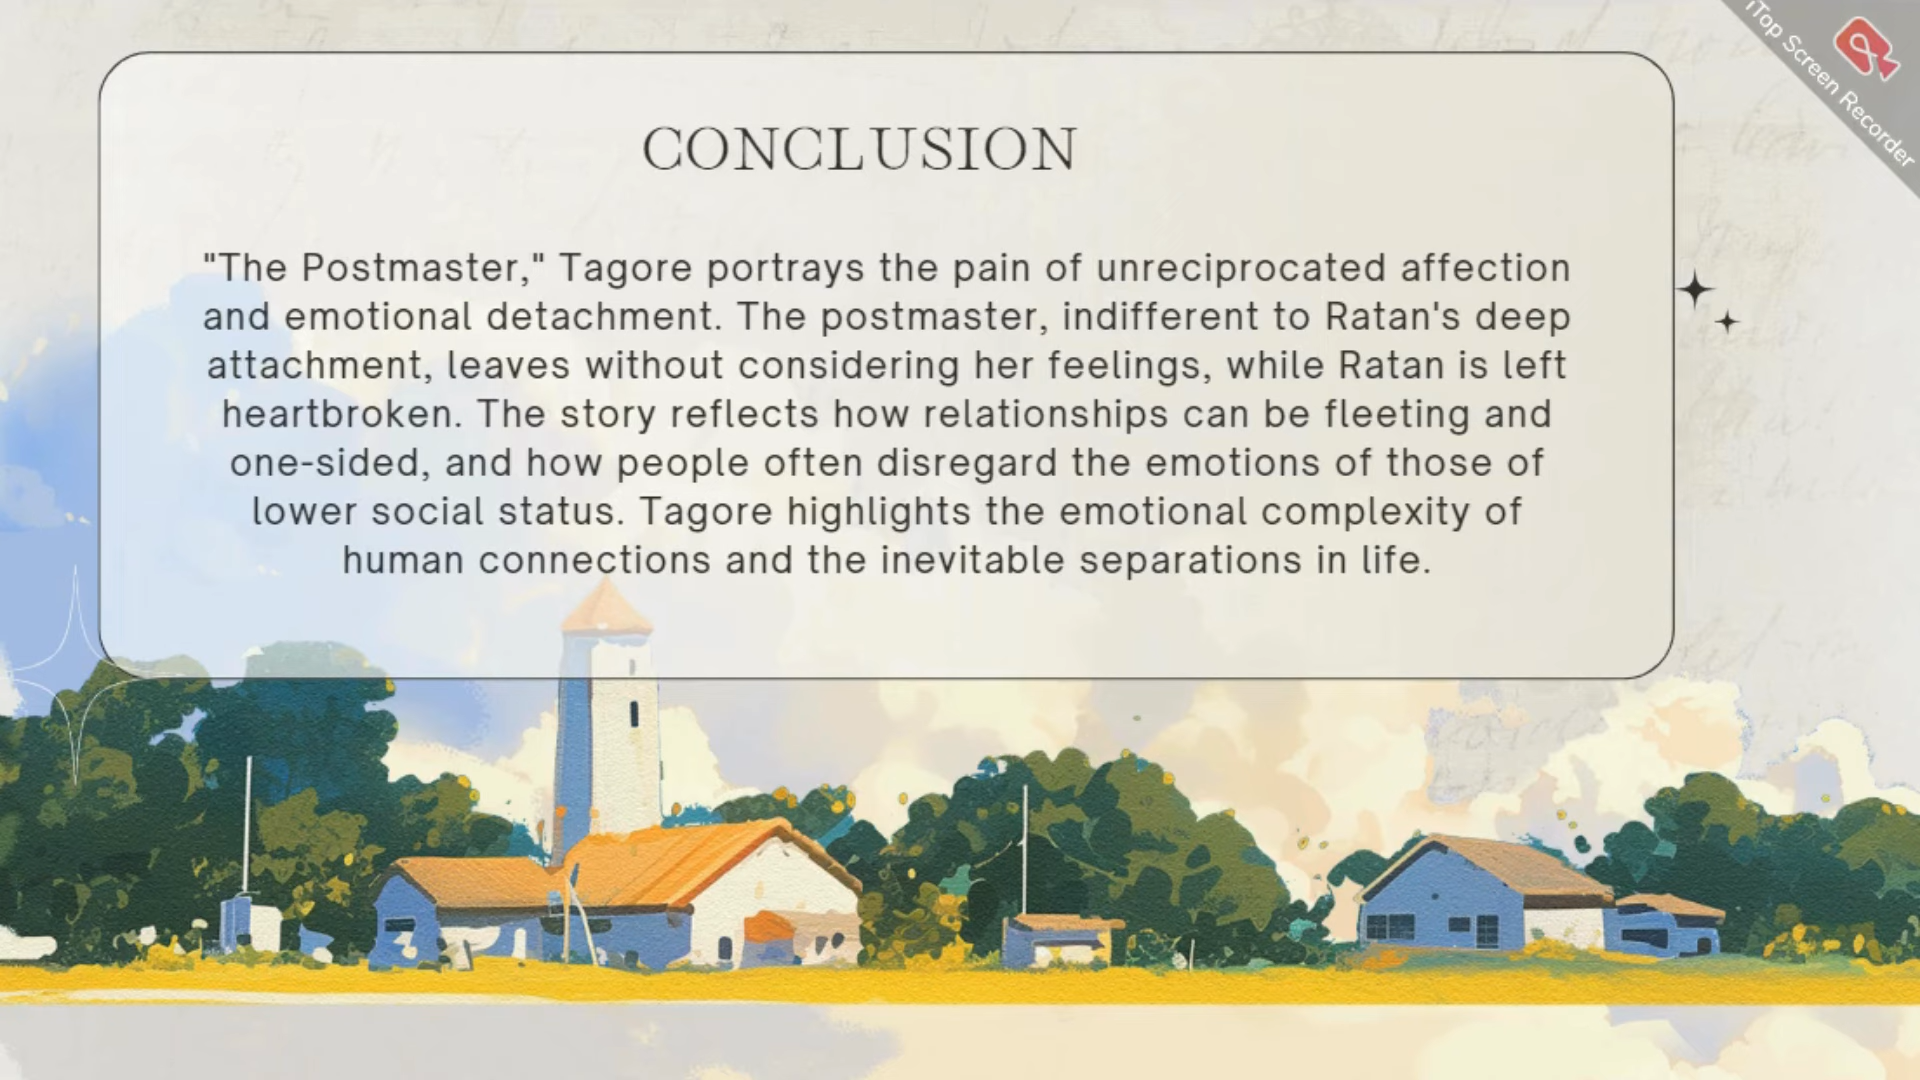 iTop Screen Recorder
CONCLUSION
"The Postmaster," Tagore portrays the pain of unreciprocated affection
and emotional detachment. The postmaster, indifferent to Ratan's deep
attachment, leaves without considering her feelings, while Ratan is left
heartbroken. The story reflects how relationships can be fleeting and
one-sided, and how people often disregard the emotions of those of
lower social status. Tagore highlights the emotional complexity of
human connections and the inevitable separations in life.